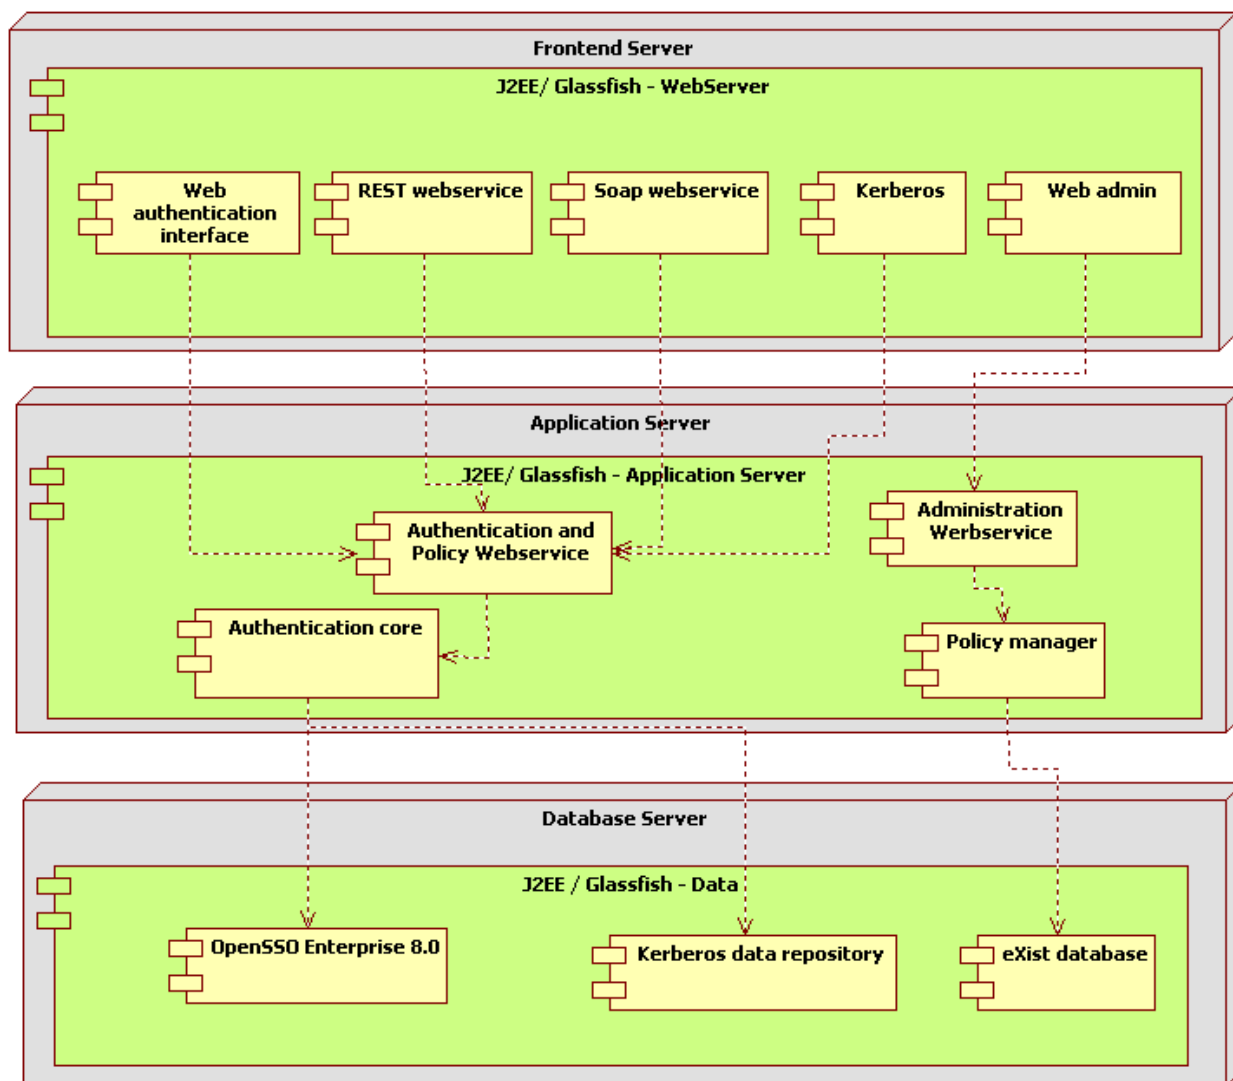 Frontend Server
J2EE/ Glassfish - WebServer
Web
authentication
interface
REST webservice
Soap webservice
Kerberos
Web admin
Application Server
J2EE/ Glassfish - Application Server
Authentication and
Policy Webservice
Administration
Werbservice
Authentication core
Policy manager
Database Server
J2EE / Glassfish - Data
OpenSSO Enterprise 8.0
Kerberos data repository
eXist database